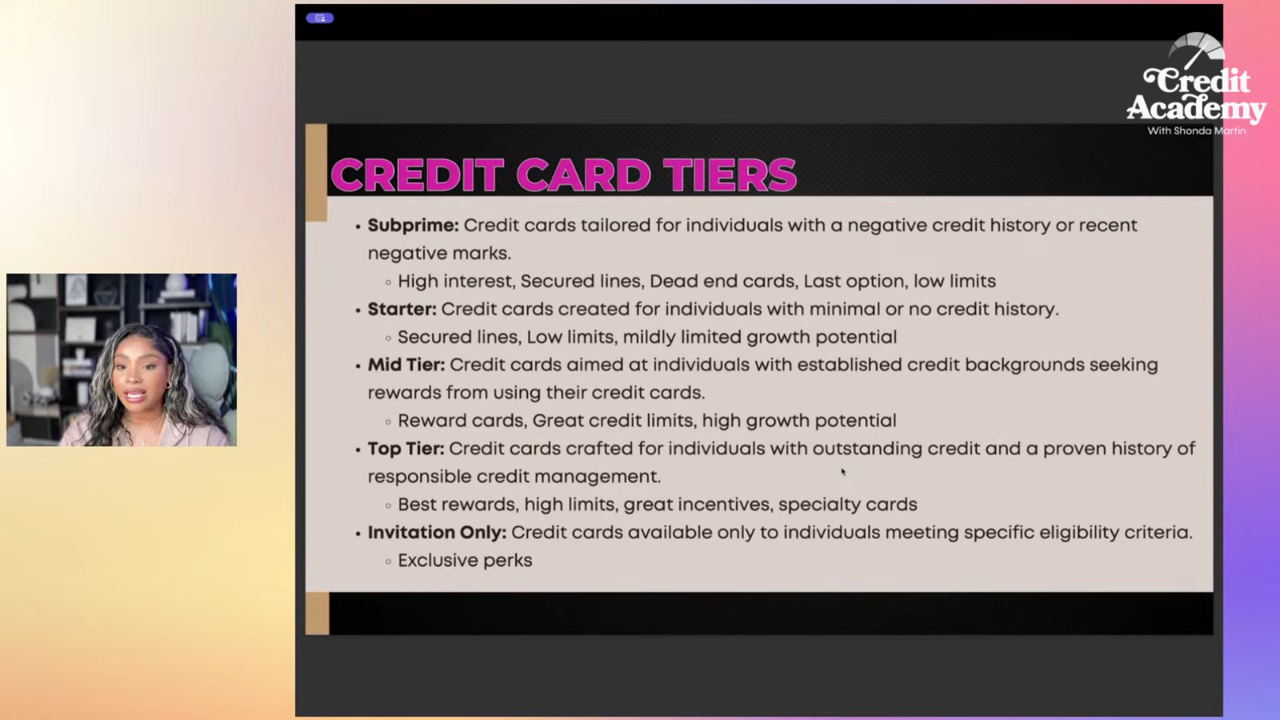 Credit
Academy
With Shonda Martin
CREDIT CARD TIERS
• Subprime: Credit cards tailored for individuals with a negative credit history or recent
negative marks.
◦ High interest, Secured lines, Dead end cards, Last option, low limits
• Starter: Credit cards created for individuals with minimal or no credit history.
◦ Secured lines, Low limits, mildly limited growth potential
• Mid Tier: Credit cards aimed at individuals with established credit backgrounds seeking
rewards from using their credit cards.
◦ Reward cards, Great credit limits, high growth potential
• Top Tier: Credit cards crafted for individuals with outstanding credit and a proven history of
responsible credit management.
◦ Best rewards, high limits, great incentives, specialty cards
• Invitation Only: Credit cards available only to individuals meeting specific eligibility criteria.
◦ Exclusive perks